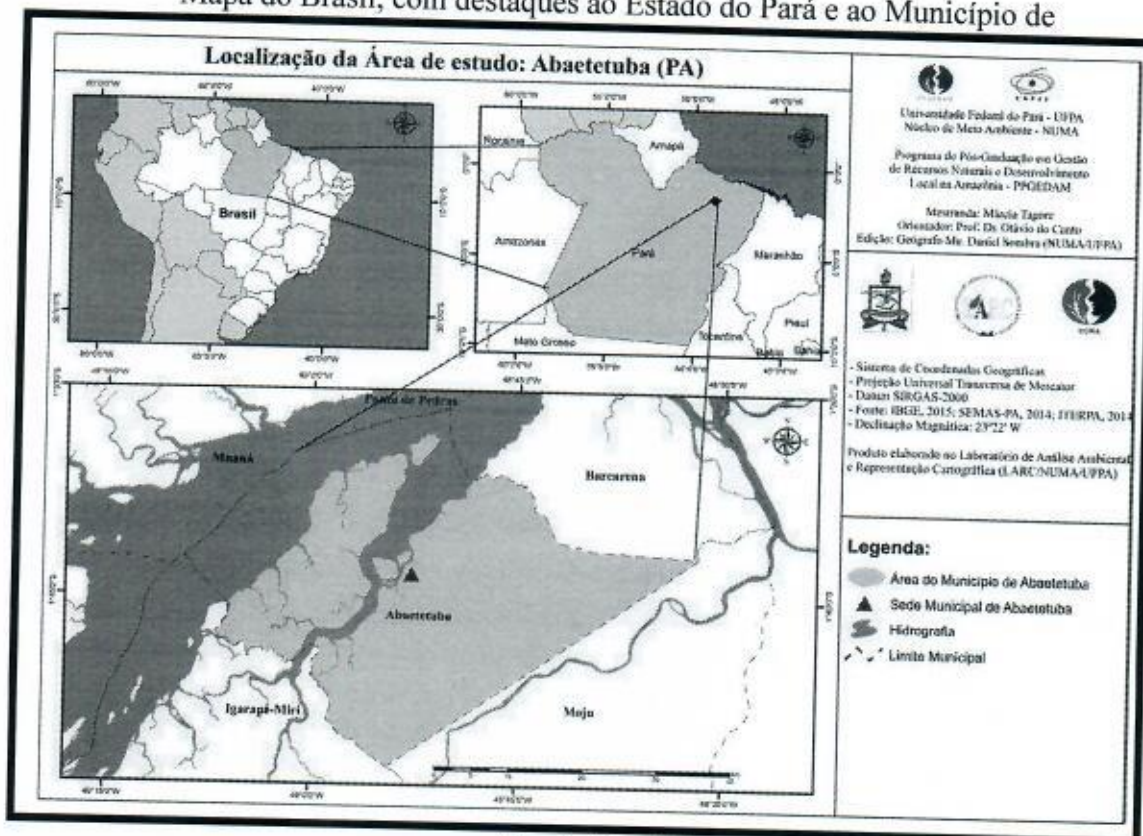 Mapa do Brasil, com destaques ao Estado do Pará e ao Município de
Localização da Área de estudo: Abaetetuba (PA)
Brasil
Roraima
Amapá
Amazonas
Pará
Maranhão
Piauí
Tocantins
Mato Grosso
Bahia
Ponta de Pedras
Muaná
Barcarena
Abaetetuba
Igarapé-Miri
Moju
Universidade Federal do Pará - UFPA
Núcleo de Meio Ambiente - NUMA
Programa de Pós-Graduação em Gestão
de Recursos Naturais e Desenvolvimento
Local na Amazônia - PPGEDAM
Mestranda: Márcia Tagore
Orientador: Prof. Dr. Otávio do Canto
Edição: Geógrafo Me. Daniel Sombra (NUMA/UFPA)
- Sistema de Coordenadas Geográficas
- Projeção Universal Transversa de Mercator
- Datum SIRGAS-2000
- Fonte: IBGE, 2015; SEMAS-PA, 2014; ITERPA, 2014
- Declinação Magnética: 23°22' W
Produto elaborado no Laboratório de Análise Ambiental
e Representação Cartográfica (LARC/NUMA/UFPA)
Legenda:
Área do Município de Abaetetuba
Sede Municipal de Abaetetuba
Hidrografia
Limite Municipal